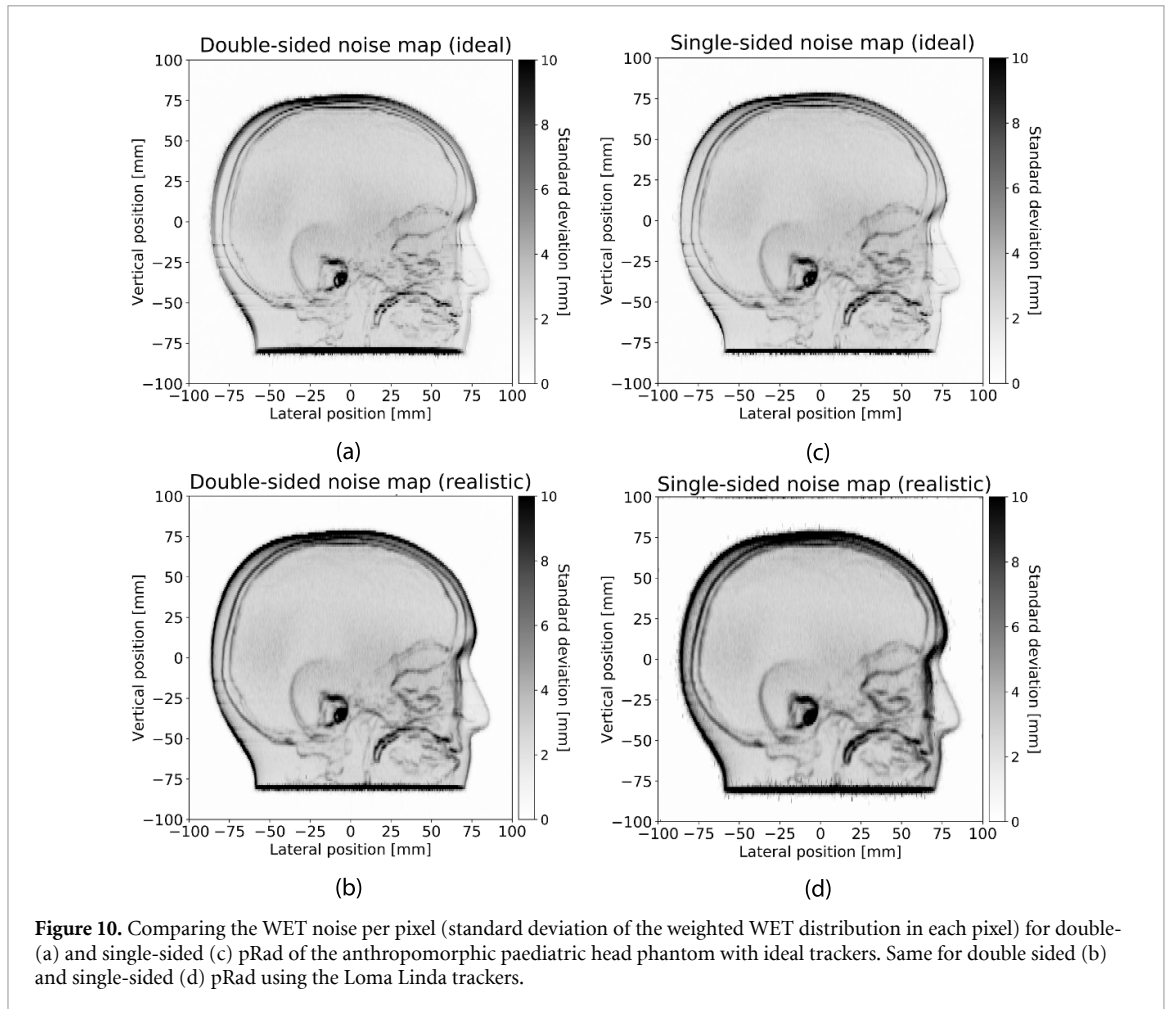 Double-sided noise map (ideal)
100
75
50
25
0
−25
−50
−75
−100
Vertical position [mm]
−100 −75 −50 −25 0 25 50 75 100
Lateral position [mm]
10
8
6
4
2
0
Standard deviation [mm]
(a)
Single-sided noise map (ideal)
100
75
50
25
0
−25
−50
−75
−100
Vertical position [mm]
−100 −75 −50 −25 0 25 50 75 100
Lateral position [mm]
10
8
6
4
2
0
Standard deviation [mm]
(c)
Double-sided noise map (realistic)
100
75
50
25
0
−25
−50
−75
−100
Vertical position [mm]
−100 −75 −50 −25 0 25 50 75 100
Lateral position [mm]
10
8
6
4
2
0
Standard deviation [mm]
(b)
Single-sided noise map (realistic)
100
75
50
25
0
−25
−50
−75
−100
Vertical position [mm]
−100 −75 −50 −25 0 25 50 75 100
Lateral position [mm]
10
8
6
4
2
0
Standard deviation [mm]
(d)
Figure 10. Comparing the WET noise per pixel (standard deviation of the weighted WET distribution in each pixel) for double-
(a) and single-sided (c) pRad of the anthropomorphic paediatric head phantom with ideal trackers. Same for double sided (b)
and single-sided (d) pRad using the Loma Linda trackers.